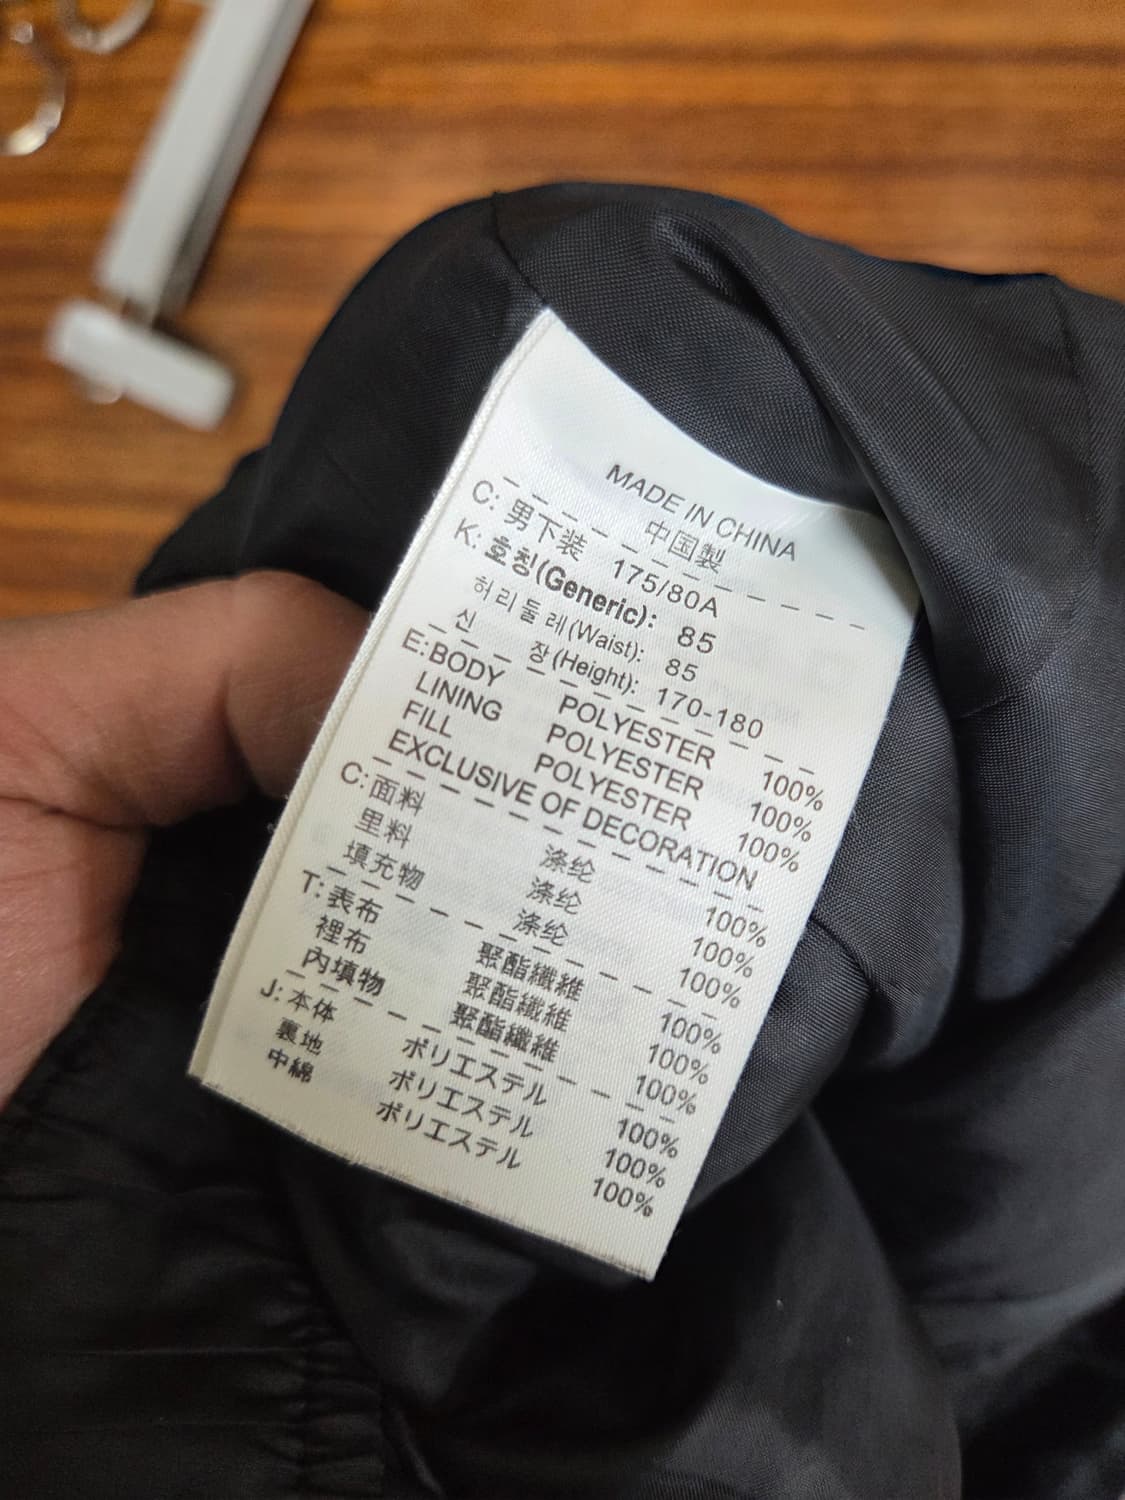 MADE IN CHINA
中国製
C: 男下装 175/80A
K: 호칭(Generic): 85
허리둘레(Waist): 85
신 장(Height): 170-180
E: BODY POLYESTER 100%
LINING POLYESTER 100%
FILL POLYESTER 100%
EXCLUSIVE OF DECORATION
C: 面料 涤纶 100%
里料 涤纶 100%
填充物 涤纶 100%
T: 表布 聚酯纖維 100%
裡布 聚酯纖維 100%
內填物 聚酯纖維 100%
J: 本体 ポリエステル 100%
裏地 ポリエステル 100%
中綿 ポリエステル 100%